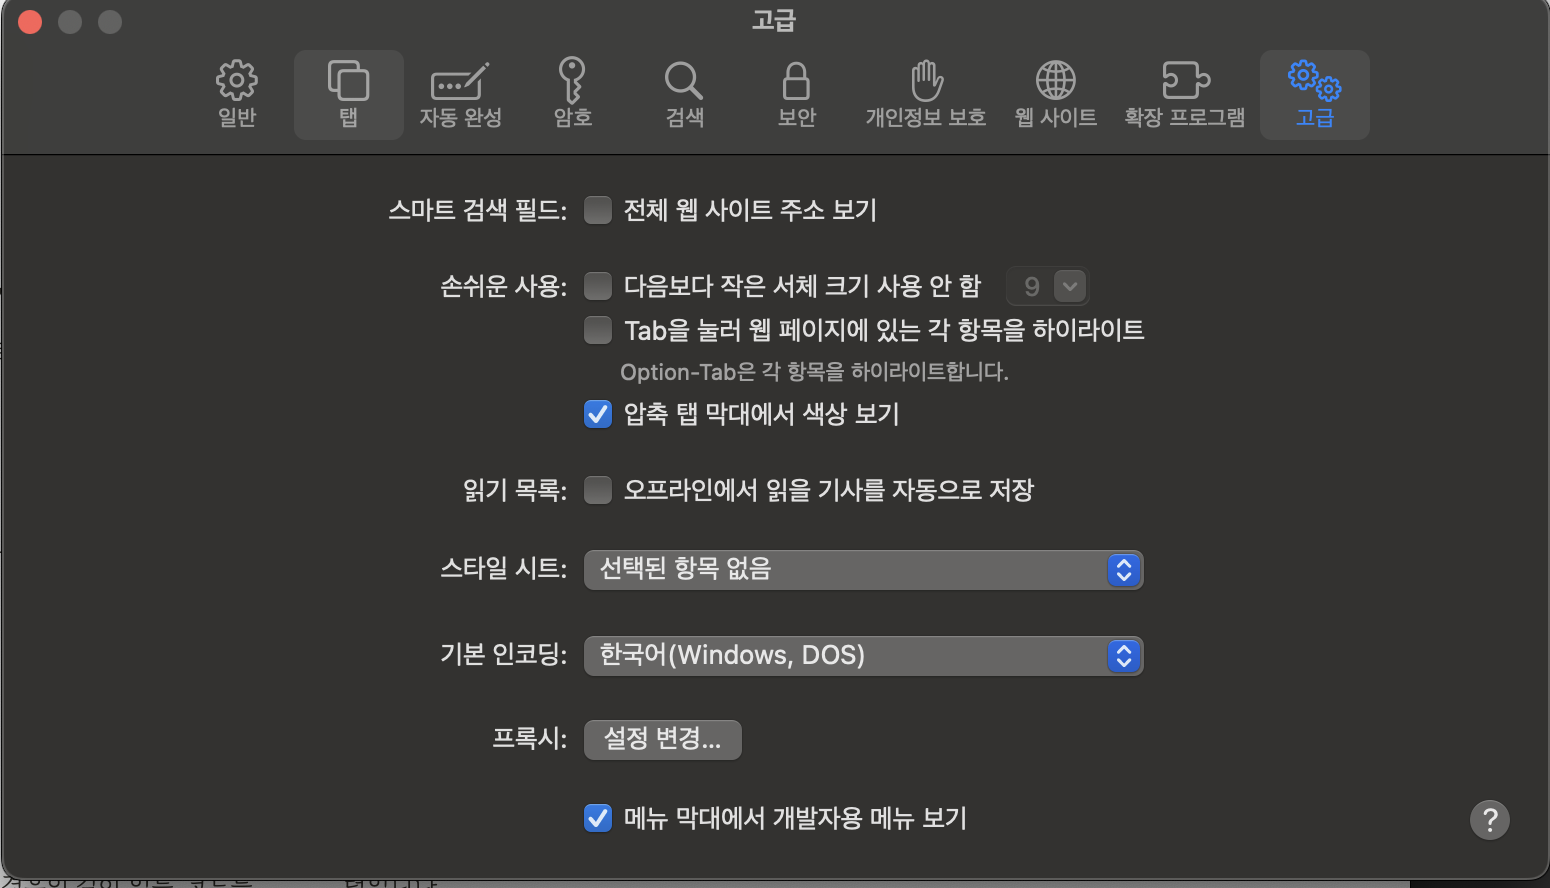 고급
일반 탭 자동 완성 암호 검색 보안 개인정보 보호 웹 사이트 확장 프로그램 고급
스마트 검색 필드: 전체 웹 사이트 주소 보기
손쉬운 사용: 다음보다 작은 서체 크기 사용 안 함 9
Tab을 눌러 웹 페이지에 있는 각 항목을 하이라이트
Option-Tab은 각 항목을 하이라이트합니다.
압축 탭 막대에서 색상 보기
읽기 목록: 오프라인에서 읽을 기사를 자동으로 저장
스타일 시트: 선택된 항목 없음
기본 인코딩: 한국어(Windows, DOS)
프록시: 설정 변경...
메뉴 막대에서 개발자용 메뉴 보기
?